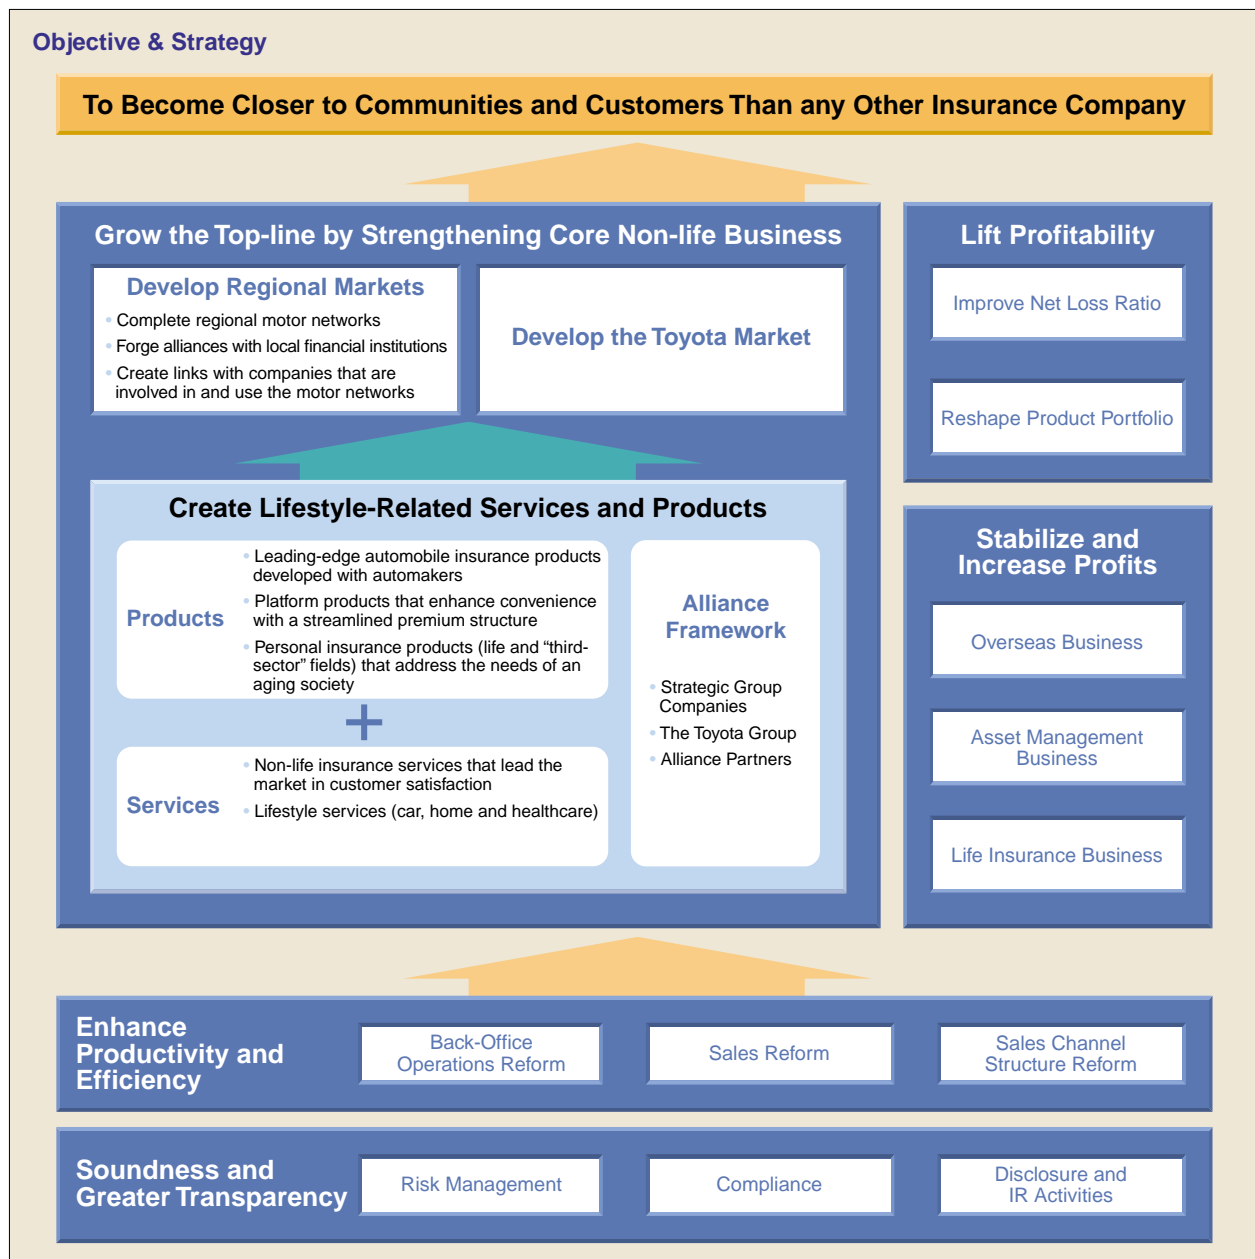 Objective & Strategy
To Become Closer to Communities and Customers Than any Other Insurance Company
Grow the Top-line by Strengthening Core Non-life Business
Develop Regional Markets
• Complete regional motor networks
• Forge alliances with local financial institutions
• Create links with companies that are
involved in and use the motor networks
Develop the Toyota Market
Create Lifestyle-Related Services and Products
Products
• Leading-edge automobile insurance products
developed with automakers
• Platform products that enhance convenience
with a streamlined premium structure
• Personal insurance products (life and “third-
sector” fields) that address the needs of an
aging society
+
Services
• Non-life insurance services that lead the
market in customer satisfaction
• Lifestyle services (car, home and healthcare)
Alliance
Framework
• Strategic Group
Companies
• The Toyota Group
• Alliance Partners
Lift Profitability
Improve Net Loss Ratio
Reshape Product Portfolio
Stabilize and
Increase Profits
Overseas Business
Asset Management
Business
Life Insurance Business
Enhance
Productivity and
Efficiency
Back-Office
Operations Reform
Sales Reform
Sales Channel
Structure Reform
Soundness and
Greater Transparency
Risk Management
Compliance
Disclosure and
IR Activities